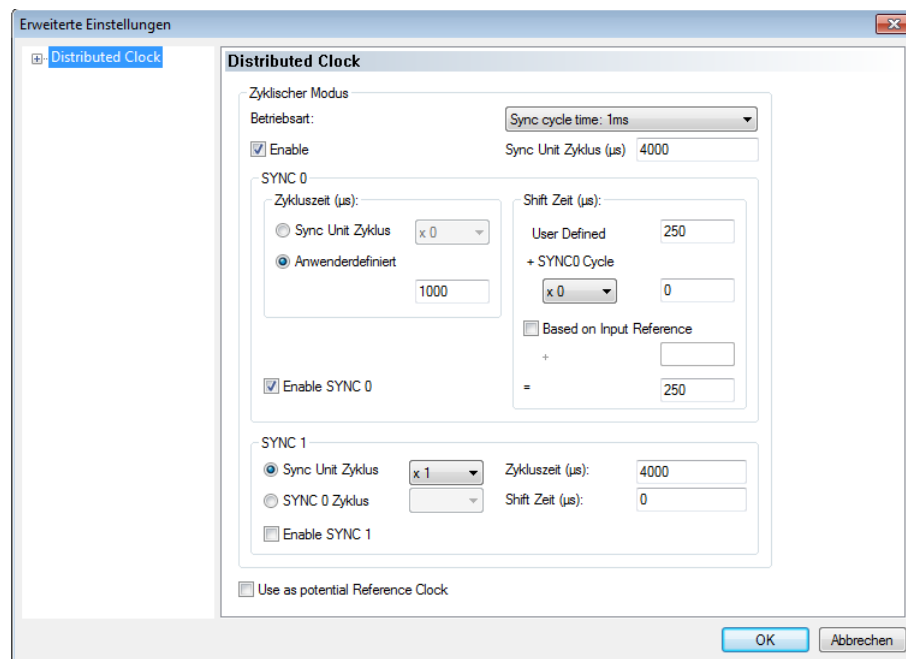 Erweiterte Einstellungen
Distributed Clock
Distributed Clock
Zyklischer Modus
Betriebsart: Sync cycle time: 1ms
Enable Sync Unit Zyklus (µs) 4000
SYNC 0
Zykluszeit (µs): Shift Zeit (µs):
Sync Unit Zyklus x 0 User Defined 250
Anwenderdefiniert + SYNC0 Cycle
1000 x 0 0
Based on Input Reference
+
Enable SYNC 0 = 250
SYNC 1
Sync Unit Zyklus x 1 Zykluszeit (µs): 4000
SYNC 0 Zyklus Shift Zeit (µs): 0
Enable SYNC 1
Use as potential Reference Clock
OK Abbrechen